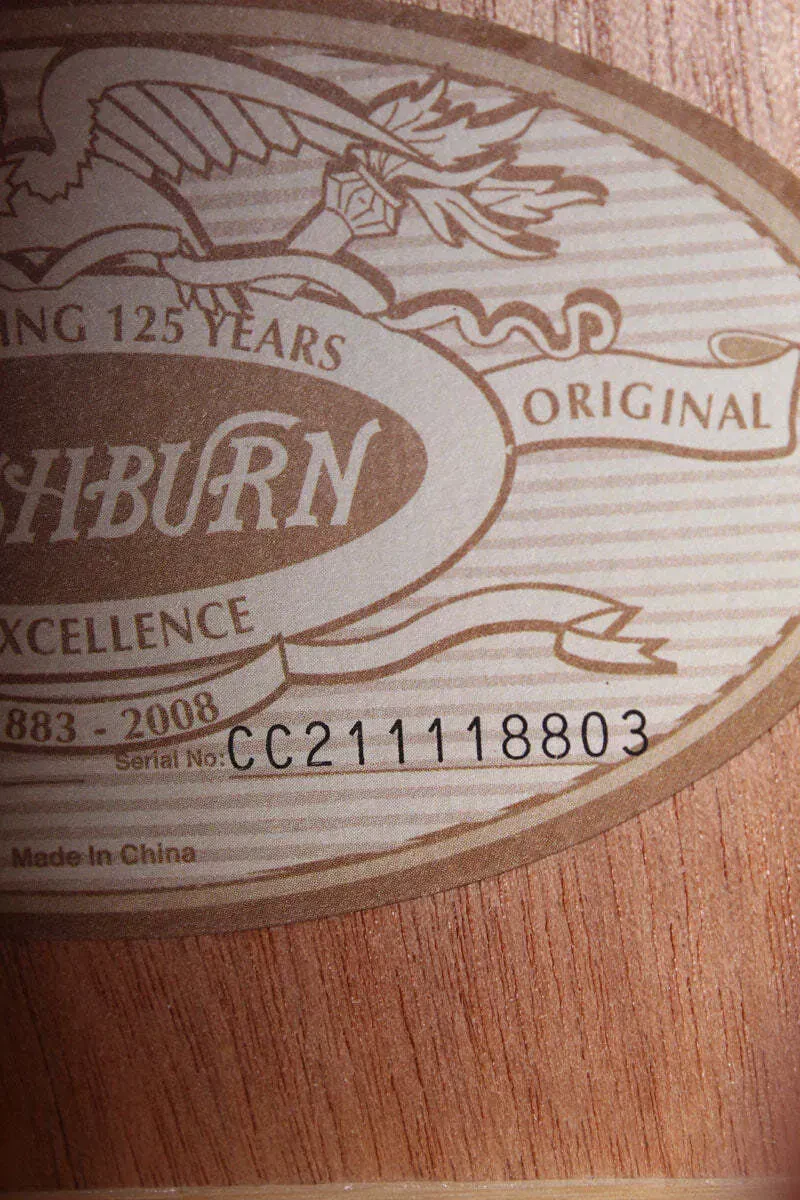 ING 125 YEARS
ORIGINAL
SHBURN
XCELLENCE
883 - 2008
Serial No: CC211118803
Made In China